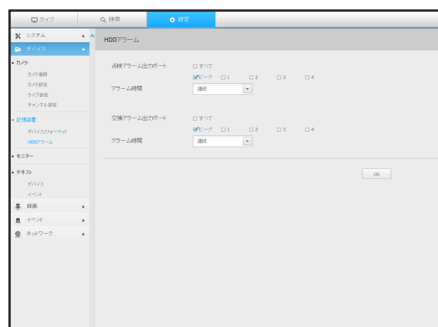 ライブ
検索
設定
システム
デバイス
カメラ
カメラ登録
カメラ設定
ライブ設定
チャンネル設定
記憶装置
デバイス/フォーマット
HDDアラーム
モニター
テキスト
デバイス
イベント
録画
イベント
ネットワーク
HDDアラーム
点検アラーム出力ポート
すべて
ビープ 1 2 3 4
アラーム時間 連続
交換アラーム出力ポート
すべて
ビープ 1 2 3 4
アラーム時間 連続
OK